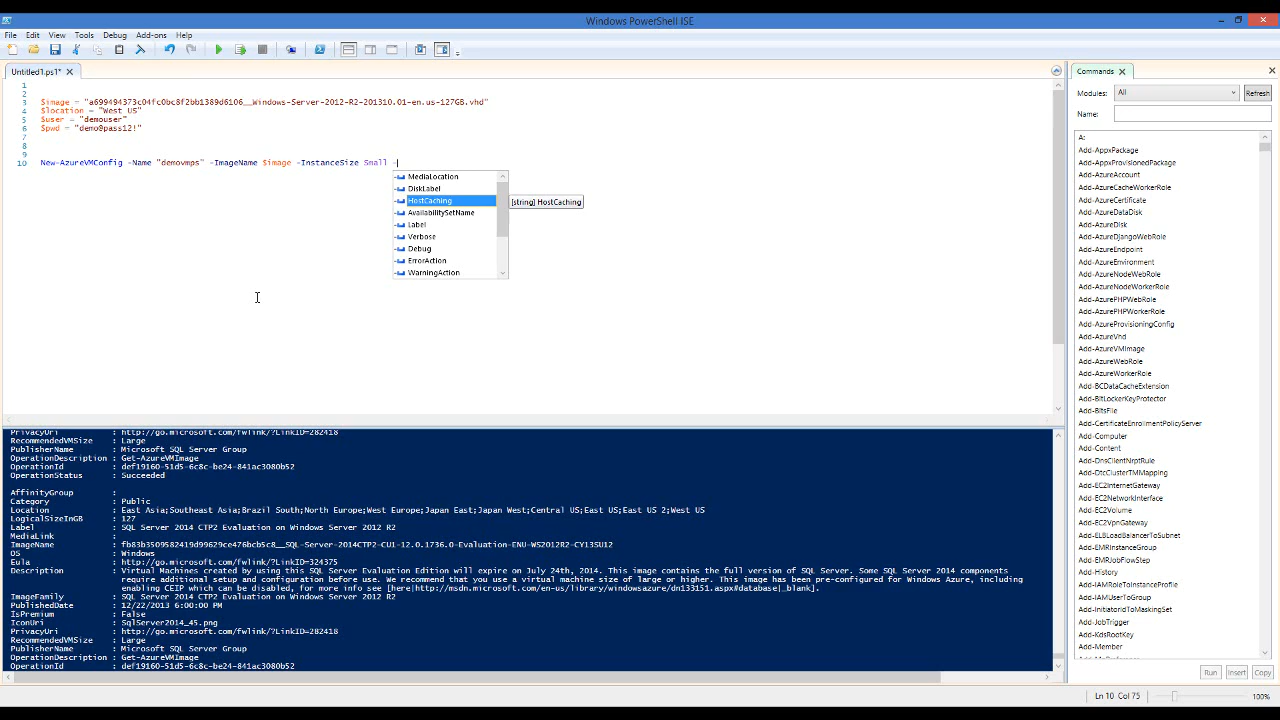 Windows PowerShell ISE
File Edit View Tools Debug Add-ons Help
Untitled1.ps1* X
1
2
3 $image = "a699494373c04fc0bc8f2bb1389d6106__Windows-Server-2012-R2-201310.01-en.us-127GB.vhd"
4 $location = "West US"
5 $user = "demouser"
6 $pwd = "demo@pass12!"
7
8
9
10 New-AzureVMConfig -Name "demovmps" -ImageName $image -InstanceSize Small -
MediaLocation
DiskLabel
HostCaching
[string] HostCaching
AvailabilitySetName
Label
Verbose
Debug
ErrorAction
WarningAction
PrivacyUri : http://go.microsoft.com/fwlink/?LinkID=282418
RecommendedVMSize : Large
PublisherName : Microsoft SQL Server Group
OperationDescription : Get-AzureVMImage
OperationId : def19160-51d5-6c8c-be24-841ac3080b52
OperationStatus : Succeeded
AffinityGroup :
Category : Public
Location : East Asia;Southeast Asia;Brazil South;North Europe;West Europe;Japan East;Japan West;Central US;East US;East US 2;West US
LogicalSizeInGB : 127
Label : SQL Server 2014 CTP2 Evaluation on Windows Server 2012 R2
MediaLink :
ImageName : fb83b3509582419d99629ce476bcb5c8__SQL-Server-2014CTP2-CU1-12.0.1736.0-Evaluation-ENU-WS2012R2-CY13SU12
OS : Windows
Eula : http://go.microsoft.com/fwlink/?LinkID=324375
Description : Virtual Machines created by using this SQL Server Evaluation Edition will expire on July 24th, 2014. This image contains the full version of SQL Server. Some SQL Server 2014 components
require additional setup and configuration before use. We recommend that you use a virtual machine size of large or higher. This image has been pre-configured for Windows Azure, including
enabling CEIP which can be disabled, for more info see [here|http://msdn.microsoft.com/en-us/library/windowsazure/dn133151.aspx#database|_blank].
ImageFamily : SQL Server 2014 CTP2 Evaluation on Windows Server 2012 R2
PublishedDate : 12/22/2013 6:00:00 PM
IsPremium : False
IconUri : SqlServer2014_45.png
PrivacyUri : http://go.microsoft.com/fwlink/?LinkID=282418
RecommendedVMSize : Large
PublisherName : Microsoft SQL Server Group
OperationDescription : Get-AzureVMImage
OperationId : def19160-51d5-6c8c-be24-841ac3080b52
Commands X
Modules: All Refresh
Name:
A:
Add-AppxPackage
Add-AppxProvisionedPackage
Add-AzureAccount
Add-AzureCacheWorkerRole
Add-AzureCertificate
Add-AzureDataDisk
Add-AzureDisk
Add-AzureDjangoWebRole
Add-AzureEndpoint
Add-AzureEnvironment
Add-AzureNodeWebRole
Add-AzureNodeWorkerRole
Add-AzurePHPWebRole
Add-AzurePHPWorkerRole
Add-AzureProvisioningConfig
Add-AzureVhd
Add-AzureVMImage
Add-AzureWebRole
Add-AzureWorkerRole
Add-BCDataCacheExtension
Add-BitLockerKeyProtector
Add-BitsFile
Add-CertificateEnrollmentPolicyServer
Add-Computer
Add-Content
Add-DnsClientNrptRule
Add-DtcClusterTMMapping
Add-EC2InternetGateway
Add-EC2NetworkInterface
Add-EC2Volume
Add-EC2VpnGateway
Add-ELBLoadBalancerToSubnet
Add-EMRInstanceGroup
Add-EMRJobFlowStep
Add-History
Add-IAMRoleToInstanceProfile
Add-IAMUserToGroup
Add-InitiatorIdToMaskingSet
Add-JobTrigger
Add-KdsRootKey
Add-Member
Run Insert Copy
Ln 10 Col 75 100%